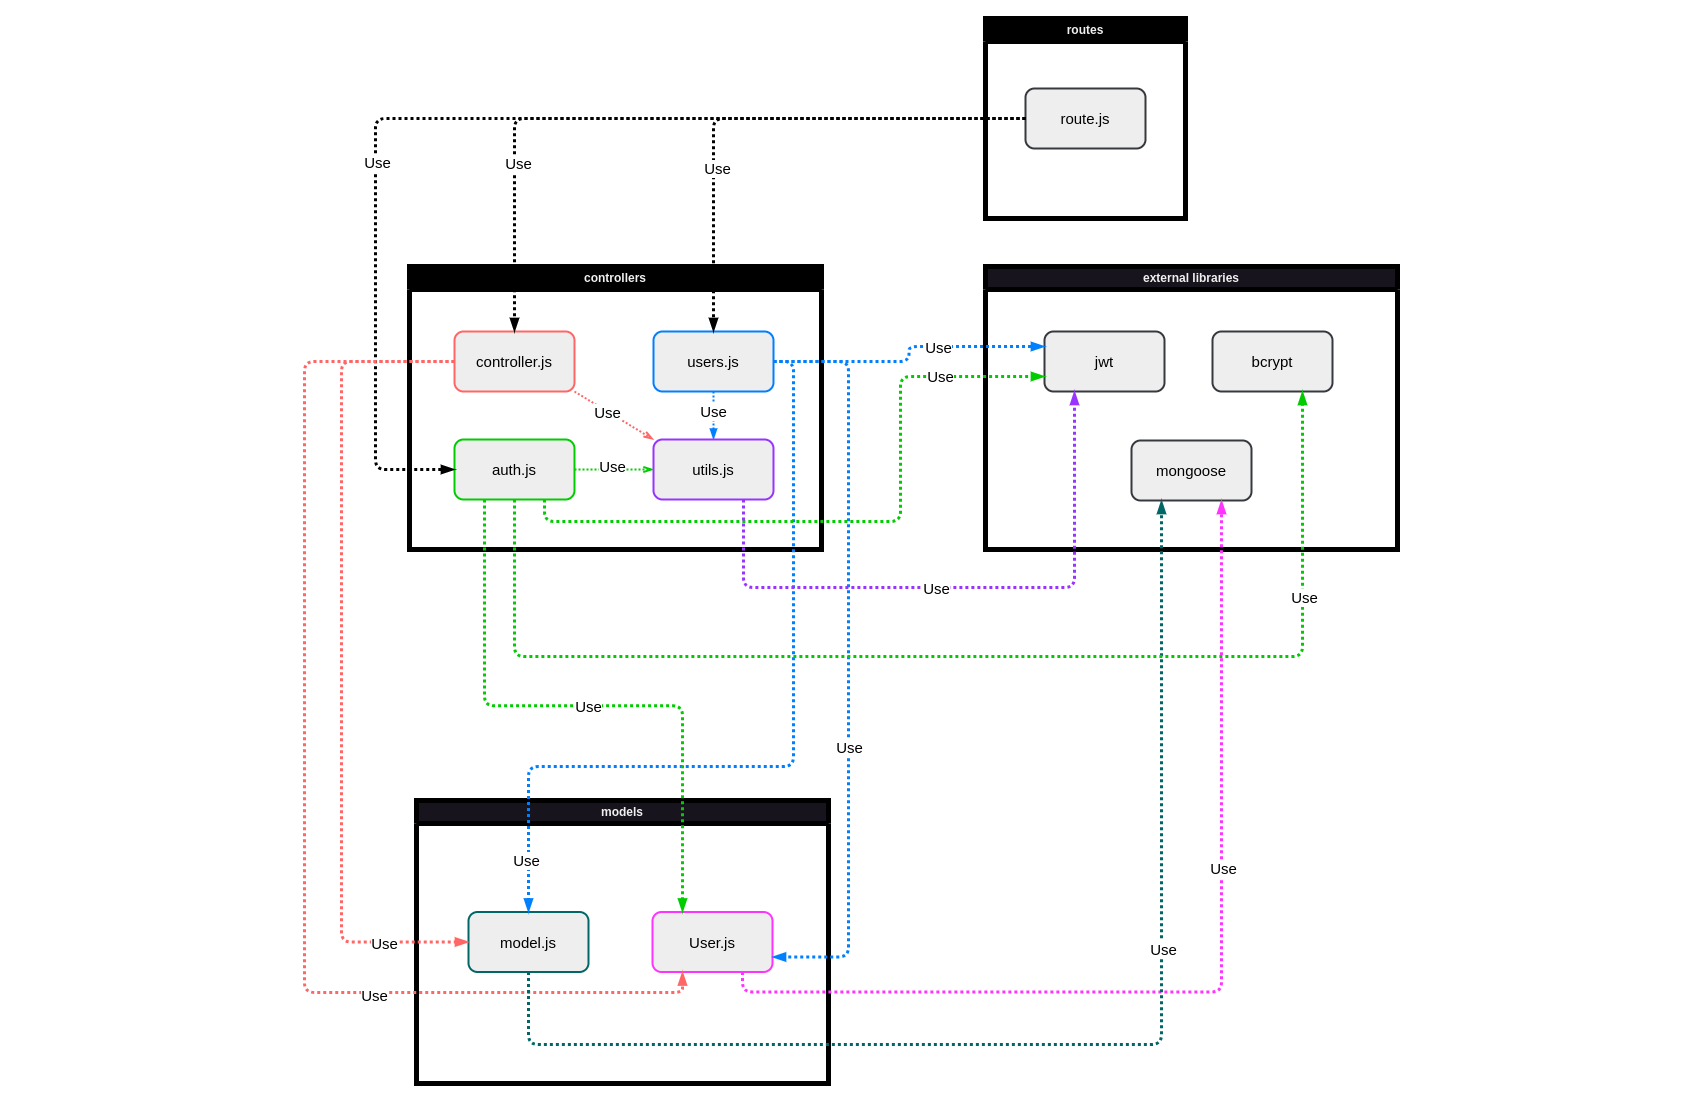 routes
route.js
Use
Use
Use
controllers
external libraries
controller.js
users.js
Use
jwt
bcrypt
Use
Use
Use
auth.js
Use
utils.js
mongoose
Use
Use
Use
Use
models
Use
Use
model.js
User.js
Use
Use
Use